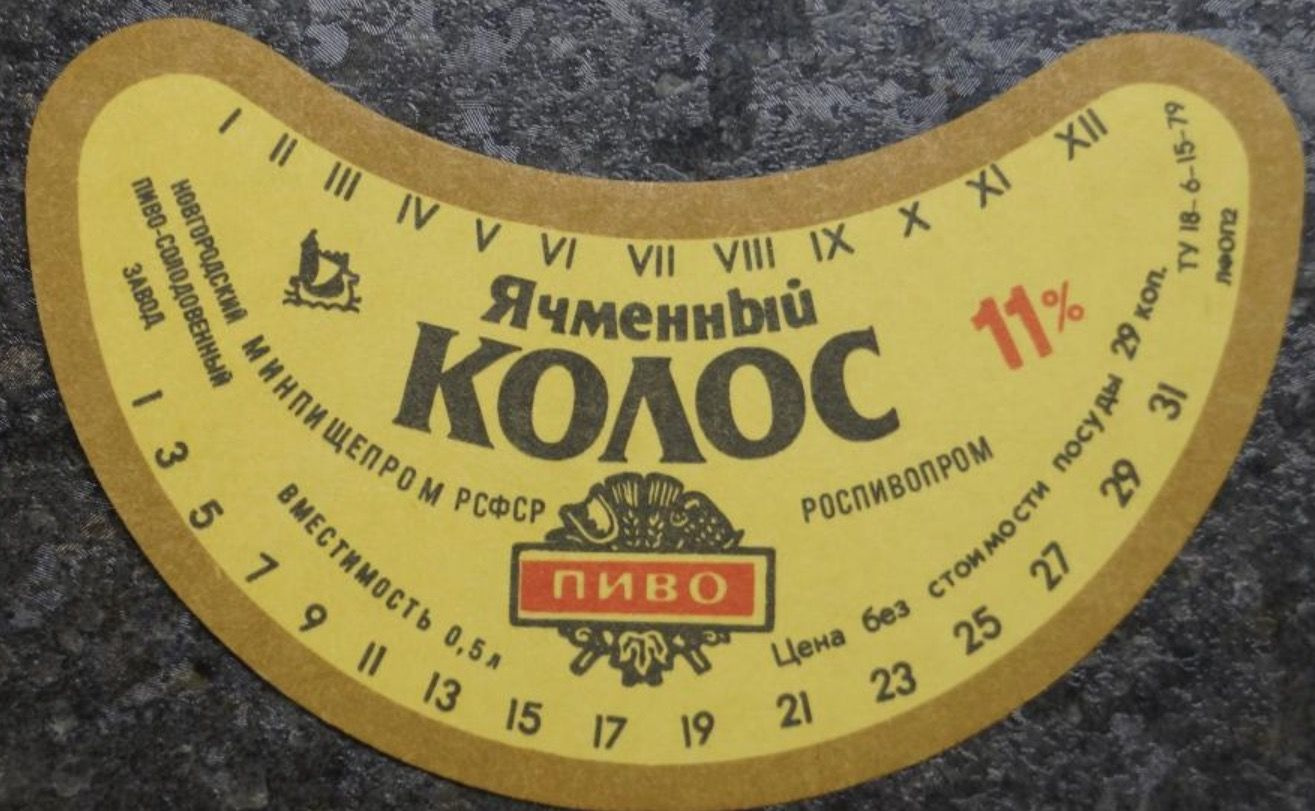 I II III IV V VI VII VIII IX X XI XII
НОВГОРОДСКИЙ
ПИВО-СОЛОДОВЕННЫЙ
ЗАВОД
Ячменный
КОЛОС
11%
ТУ 18-6-15-79
ЛФОП2
МИНПИЩЕПРОМ РСФСР
РОСПИВОПРОМ
ВМЕСТИМОСТЬ 0,5л
ПИВО
Цена без стоимости посуды 29 коп.
1 3 5 7 9 11 13 15 17 19 21 23 25 27 29 31